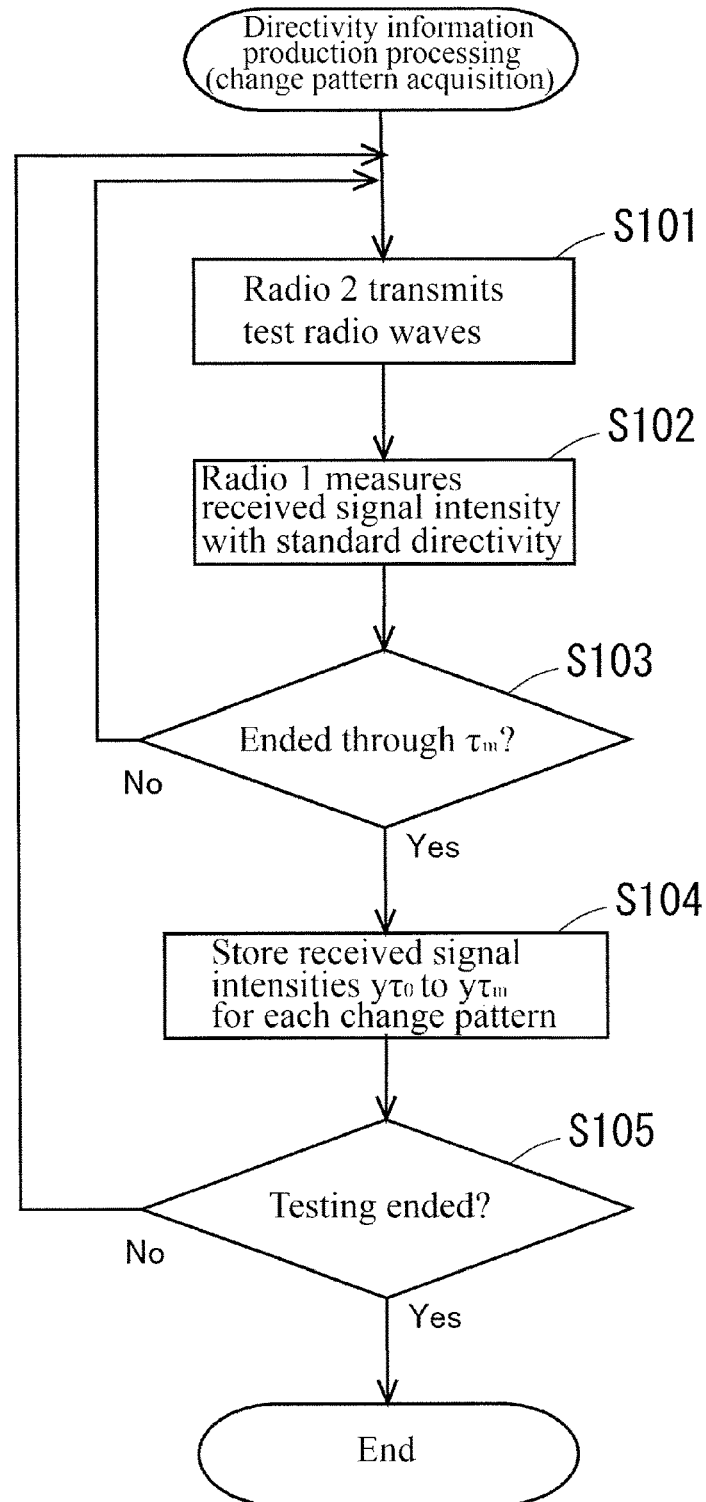 Directivity information
production processing
(change pattern acquisition)
S101
Radio 2 transmits
test radio waves
S102
Radio 1 measures
received signal intensity
with standard directivity
S103
Ended through τm?
No
Yes
S104
Store received signal
intensities yτ0 to yτm
for each change pattern
S105
Testing ended?
No
Yes
End